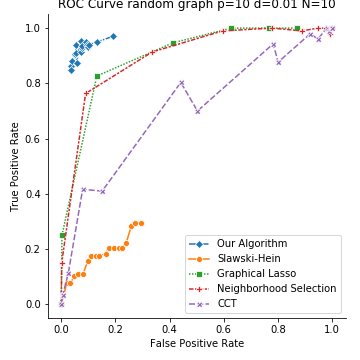 ROC Curve random graph p=10 d=0.01 N=10
True Positive Rate
1.0
0.8
0.6
0.4
0.2
0.0
0.0
0.2
0.4
0.6
0.8
1.0
False Positive Rate
Our Algorithm
Slawski-Hein
Graphical Lasso
Neighborhood Selection
CCT